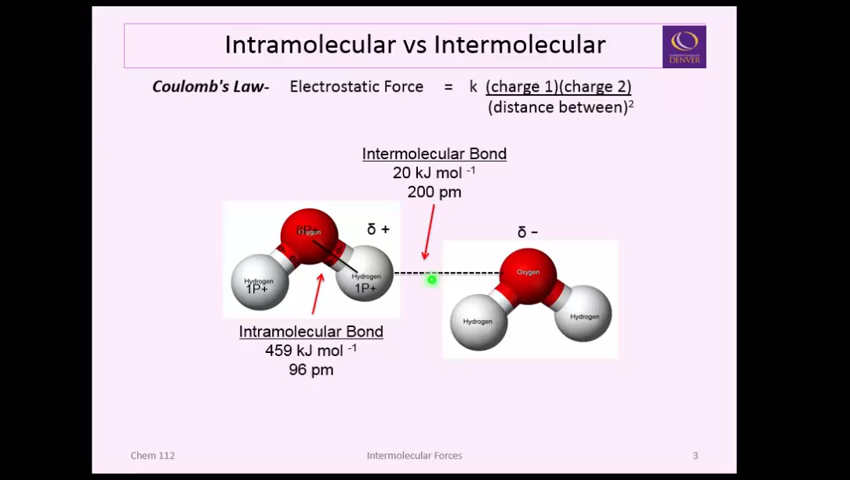 Intramolecular vs Intermolecular
DENVER
Coulomb's Law- Electrostatic Force = k (charge 1)(charge 2)
(distance between)²
Intermolecular Bond
20 kJ mol ⁻¹
200 pm
δ +
δ −
8P+
Oxygen
Hydrogen
1P+
Hydrogen
1P+
Oxygen
Hydrogen
Hydrogen
Intramolecular Bond
459 kJ mol ⁻¹
96 pm
Chem 112
Intermolecular Forces
3